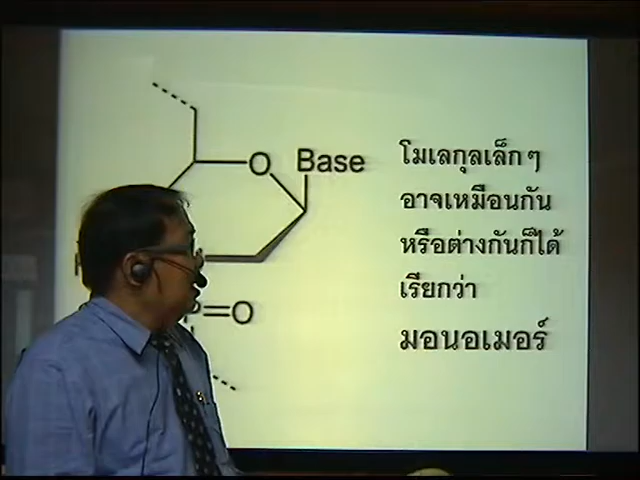 O Base
P=O
โมเลกุลเล็กๆ
อาจเหมือนกัน
หรือต่างกันก็ได้
เรียกว่า
มอนอเมอร์